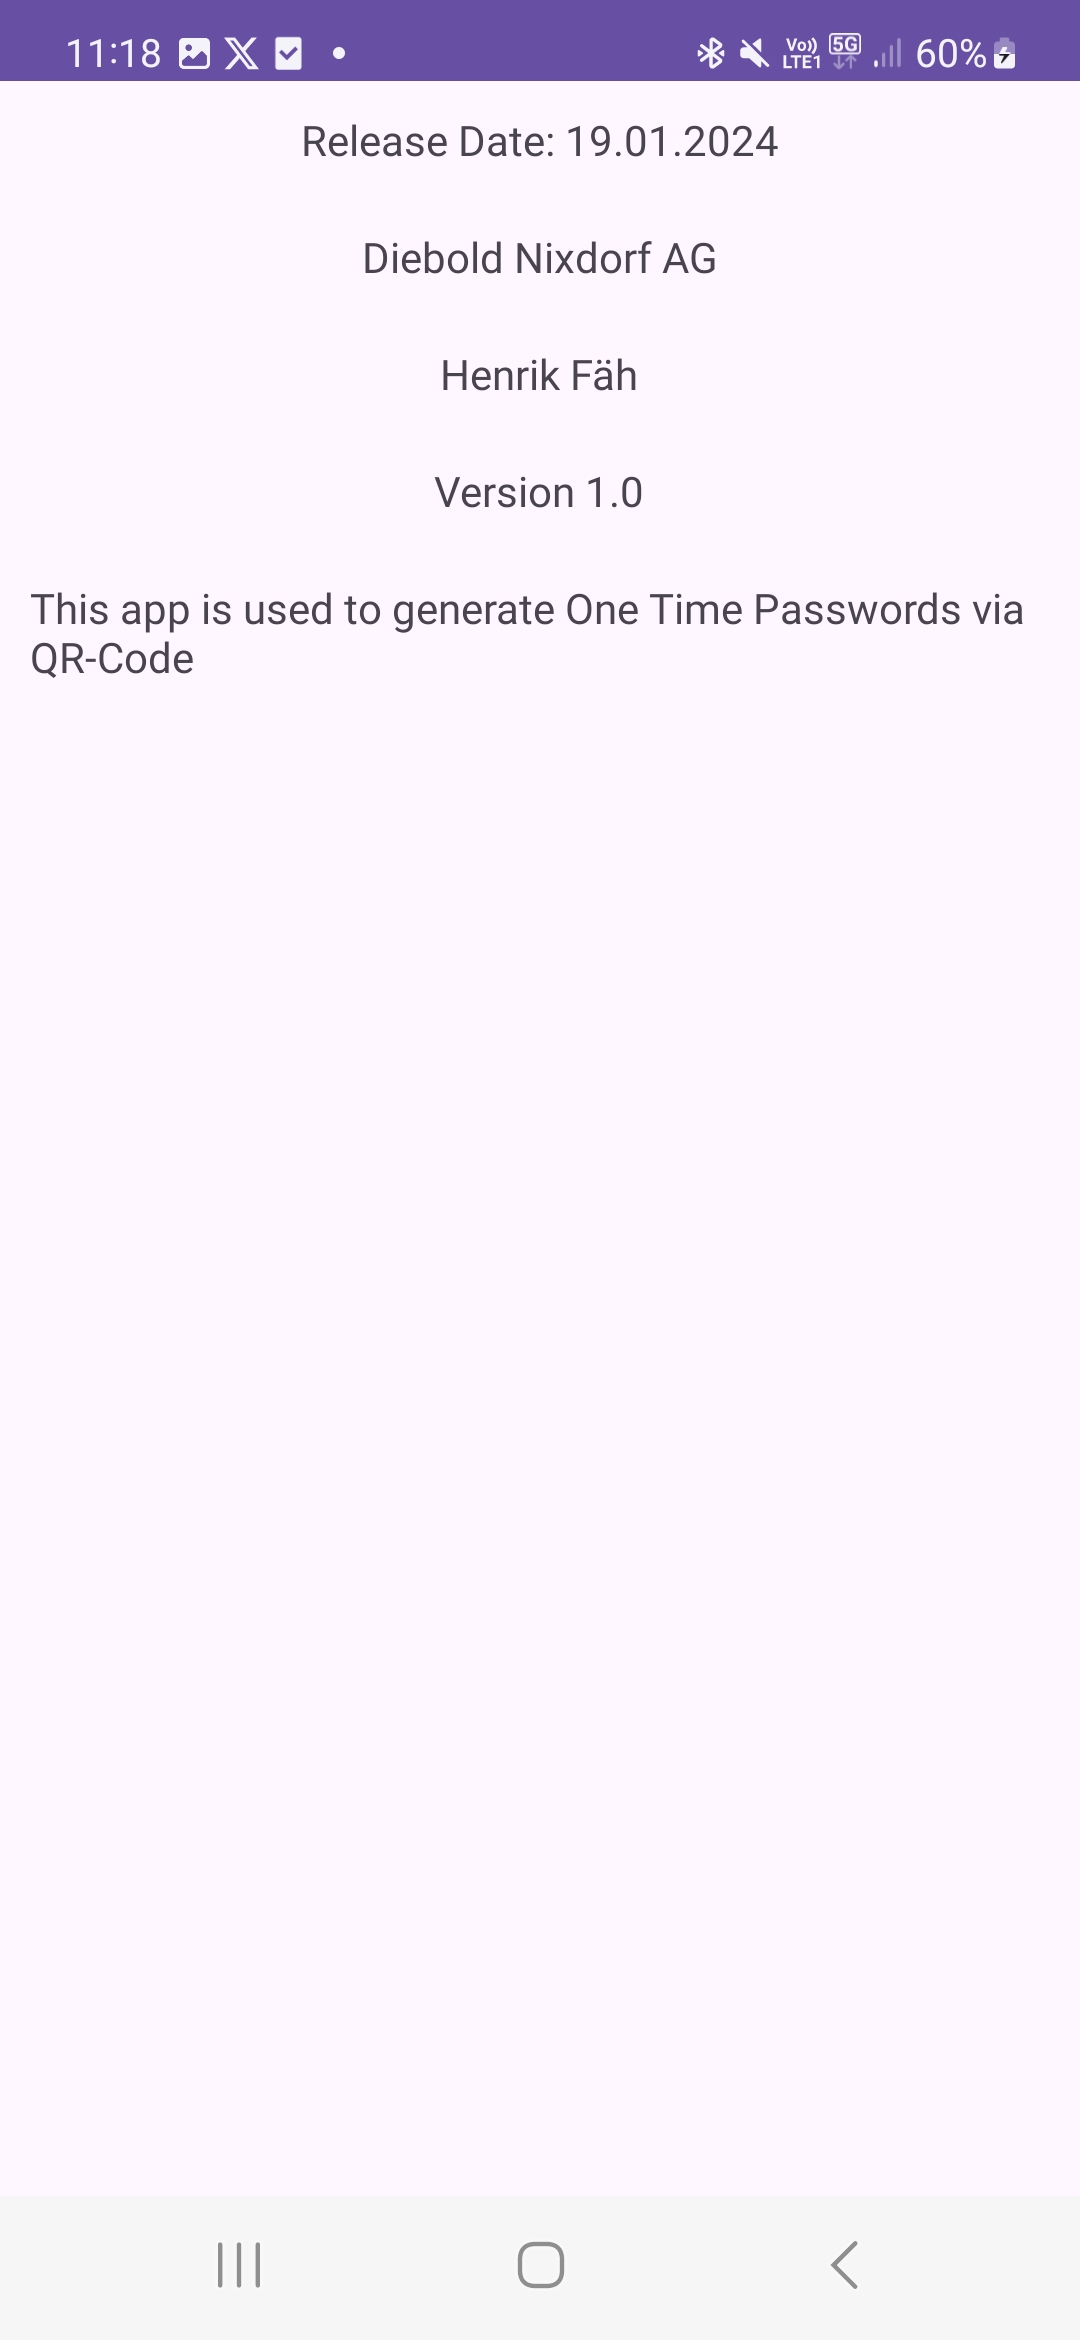 11:18
Vo)) LTE1 5G 60%
Release Date: 19.01.2024
Diebold Nixdorf AG
Henrik Fäh
Version 1.0
This app is used to generate One Time Passwords via
QR-Code